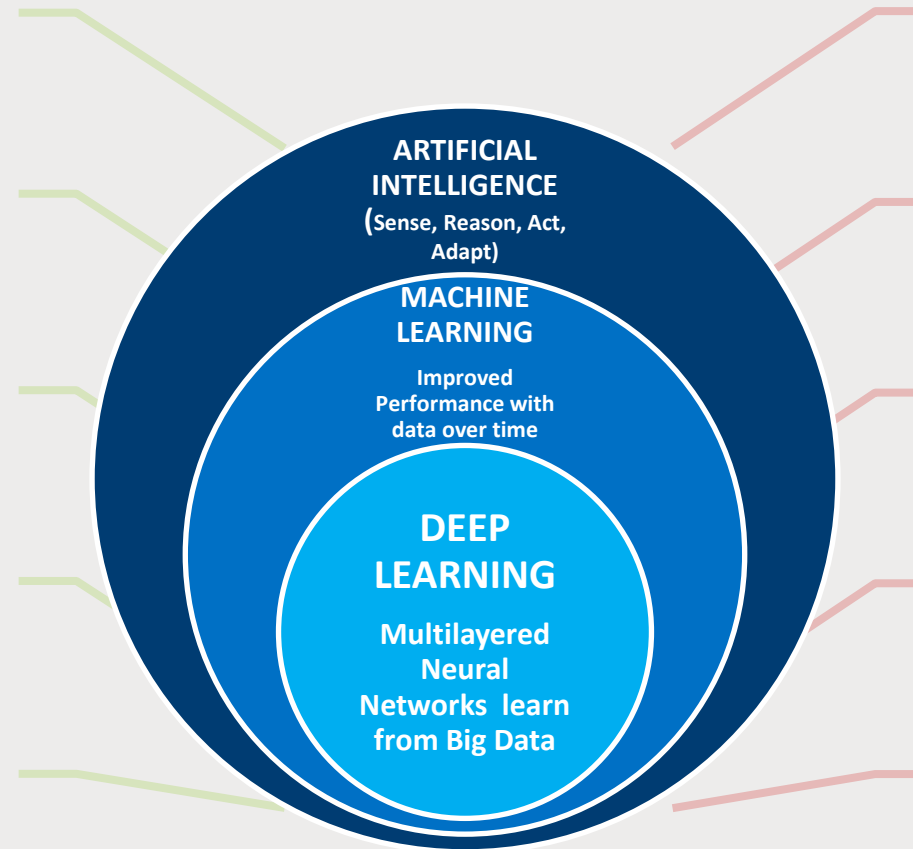 ARTIFICIAL
INTELLIGENCE
(Sense, Reason, Act,
Adapt)
MACHINE
LEARNING
Improved
Performance with
data over time
DEEP
LEARNING
Multilayered
Neural
Networks learn
from Big Data